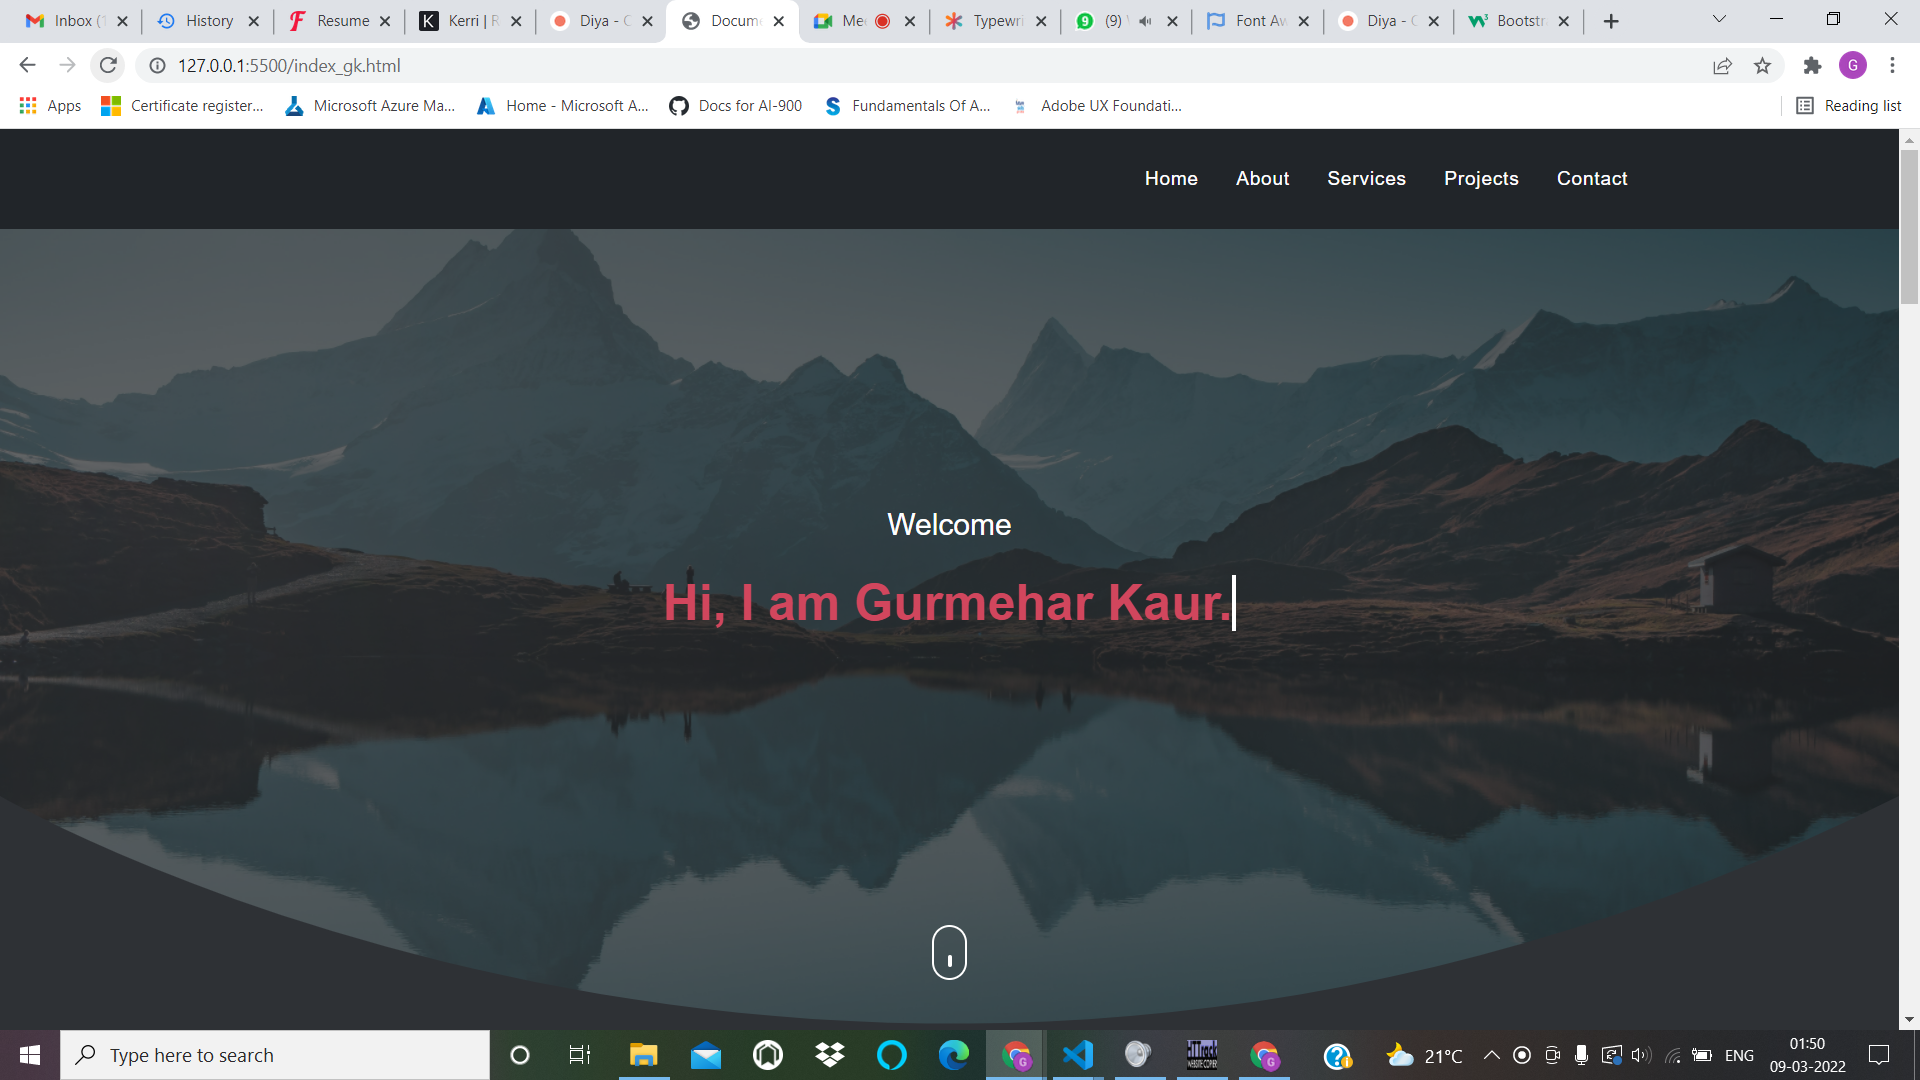 Inbox (1
History
Resume
Kerri | R
Diya - C
Docum
Mee
Typewri
(9)
Font Aw
Diya - C
Bootstr
127.0.0.1:5500/index_gk.html
G
Apps
Certificate register...
Microsoft Azure Ma...
Home - Microsoft A...
Docs for AI-900
Fundamentals Of A...
Adobe UX Foundati...
Reading list
Home
About
Services
Projects
Contact
Welcome
Hi, I am Gurmehar Kaur.
Type here to search
21°C
ENG
01:50
09-03-2022